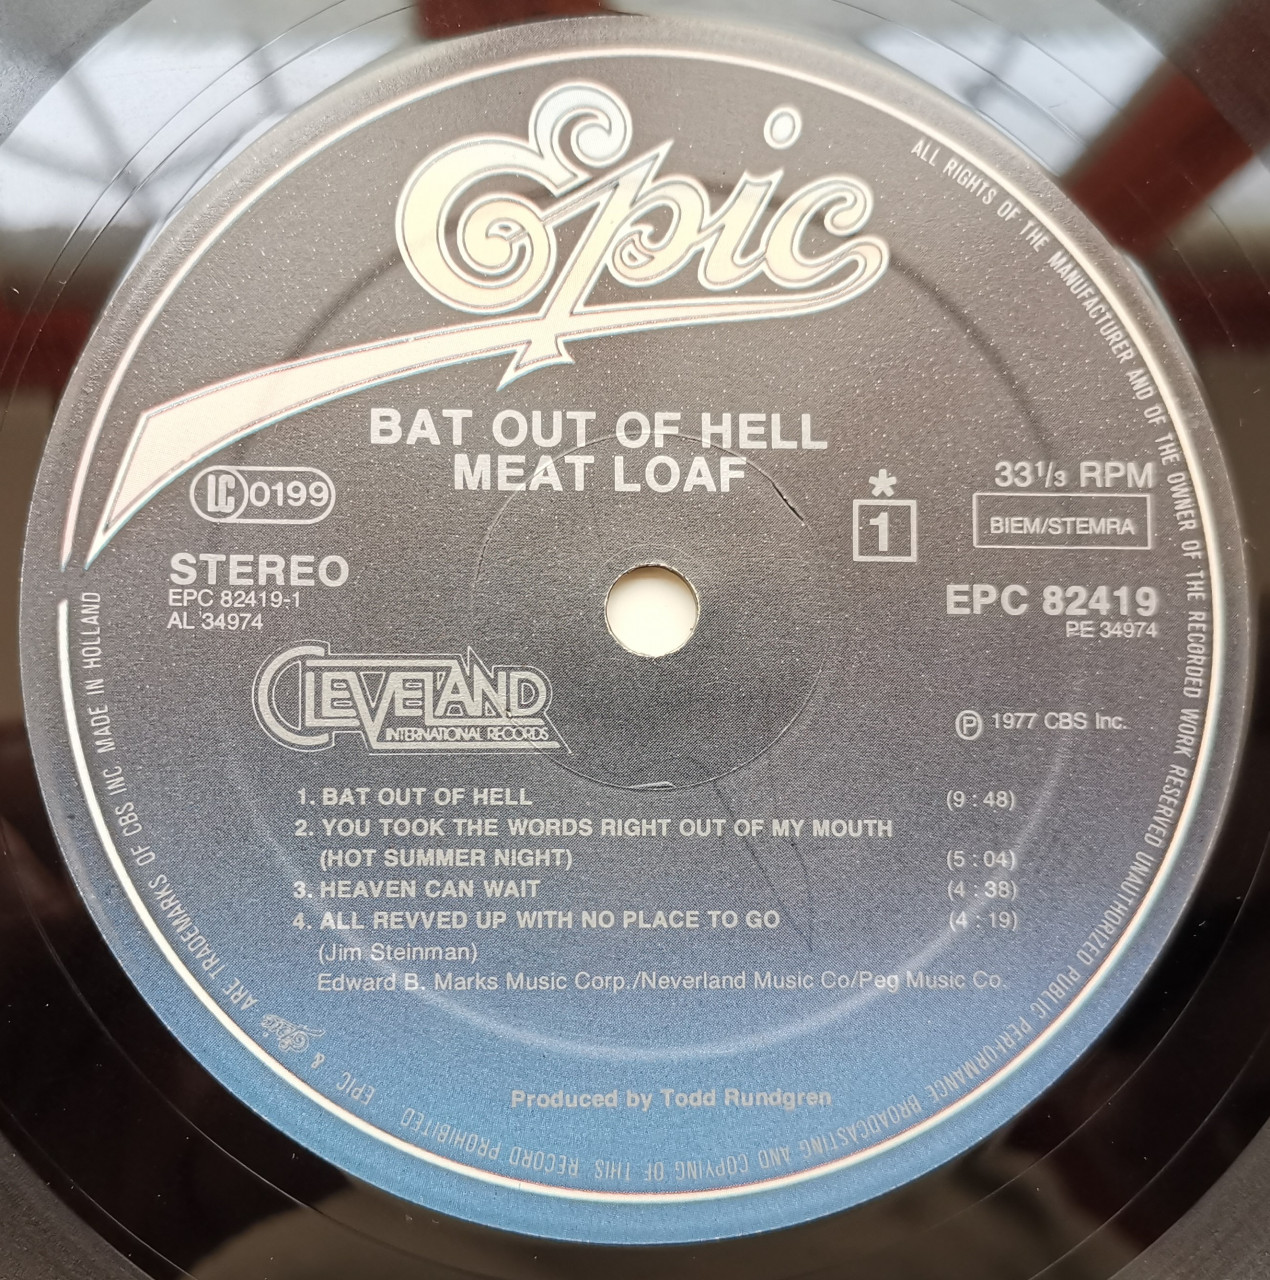 Epic
BAT OUT OF HELL
MEAT LOAF
LC 0199
* 33 1/3 RPM
1
BIEM/STEMRA
STEREO
EPC 82419-1
AL 34974
EPC 82419
PE 34974
CLEVELAND
INTERNATIONAL RECORDS
Ⓟ 1977 CBS Inc.
1. BAT OUT OF HELL (9 : 48)
2. YOU TOOK THE WORDS RIGHT OUT OF MY MOUTH
(HOT SUMMER NIGHT) (5 : 04)
3. HEAVEN CAN WAIT (4 : 38)
4. ALL REVVED UP WITH NO PLACE TO GO (4 : 19)
(Jim Steinman)
Edward B. Marks Music Corp./Neverland Music Co/Peg Music Co.
Produced by Todd Rundgren
ALL RIGHTS OF THE MANUFACTURER AND OF THE OWNER OF THE RECORDED WORK RESERVED UNAUTHORIZED PUBLIC PERFORMANCE BROADCASTING AND COPYING OF THIS RECORD PROHIBITED EPIC & Epic ARE TRADEMARKS OF CBS INC. MADE IN HOLLAND